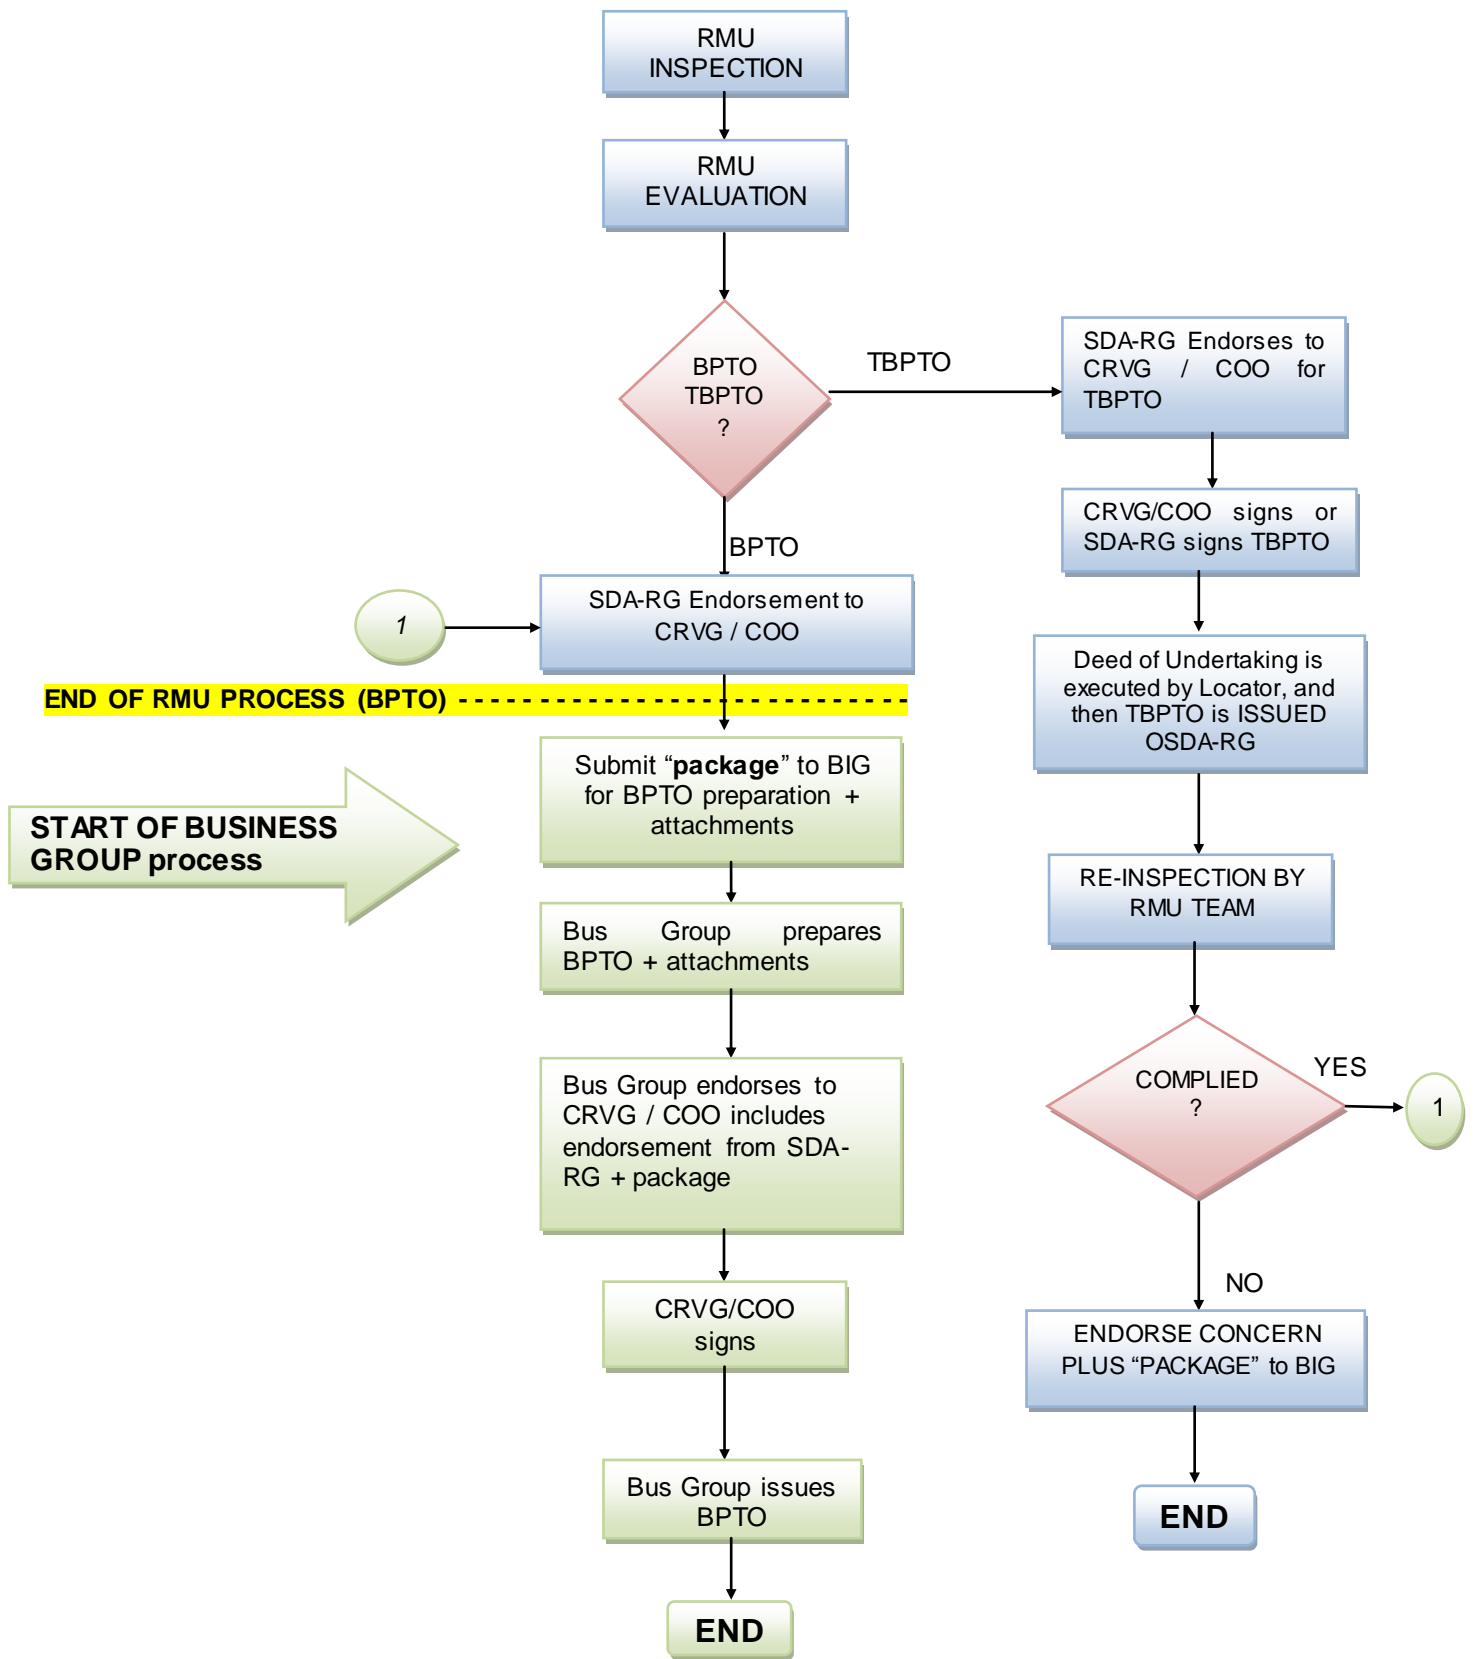 RMU
INSPECTION
RMU
EVALUATION
BPTO
TBPTO
?
TBPTO
BPTO
SDA-RG Endorses to
CRVG / COO for
TBPTO
CRVG/COO signs or
SDA-RG signs TBPTO
Deed of Undertaking is
executed by Locator, and
then TBPTO is ISSUED
OSDA-RG
RE-INSPECTION BY
RMU TEAM
COMPLIED
?
YES
1
NO
ENDORSE CONCERN
PLUS “PACKAGE” to BIG
END
1
SDA-RG Endorsement to
CRVG / COO
END OF RMU PROCESS (BPTO) - - - - - - - - - - - - - - - - - - - - - - - - - - - - - - - - -
START OF BUSINESS
GROUP process
Submit “package” to BIG
for BPTO preparation +
attachments
Bus Group prepares
BPTO + attachments
Bus Group endorses to
CRVG / COO includes
endorsement from SDA-
RG + package
CRVG/COO
signs
Bus Group issues
BPTO
END